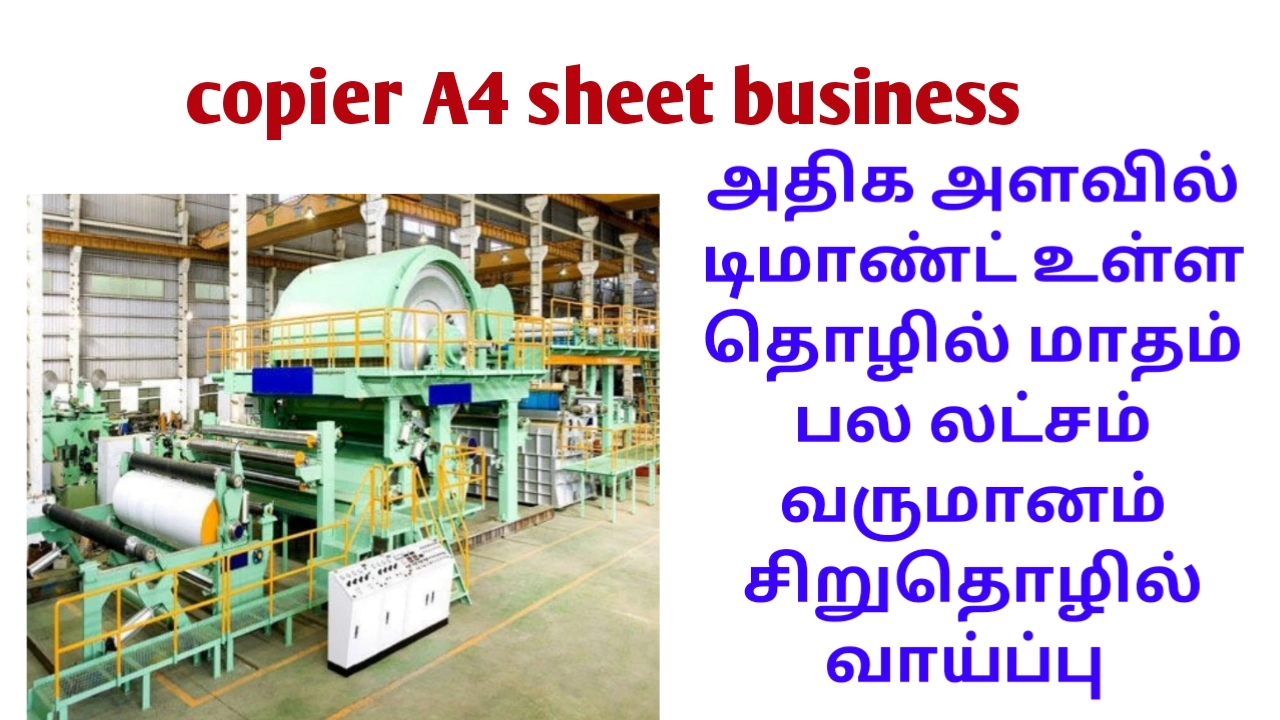 copier A4 sheet business
அதிக அளவில்
டிமாண்ட் உள்ள
தொழில் மாதம்
பல லட்சம்
வருமானம்
சிறுதொழில்
வாய்ப்பு